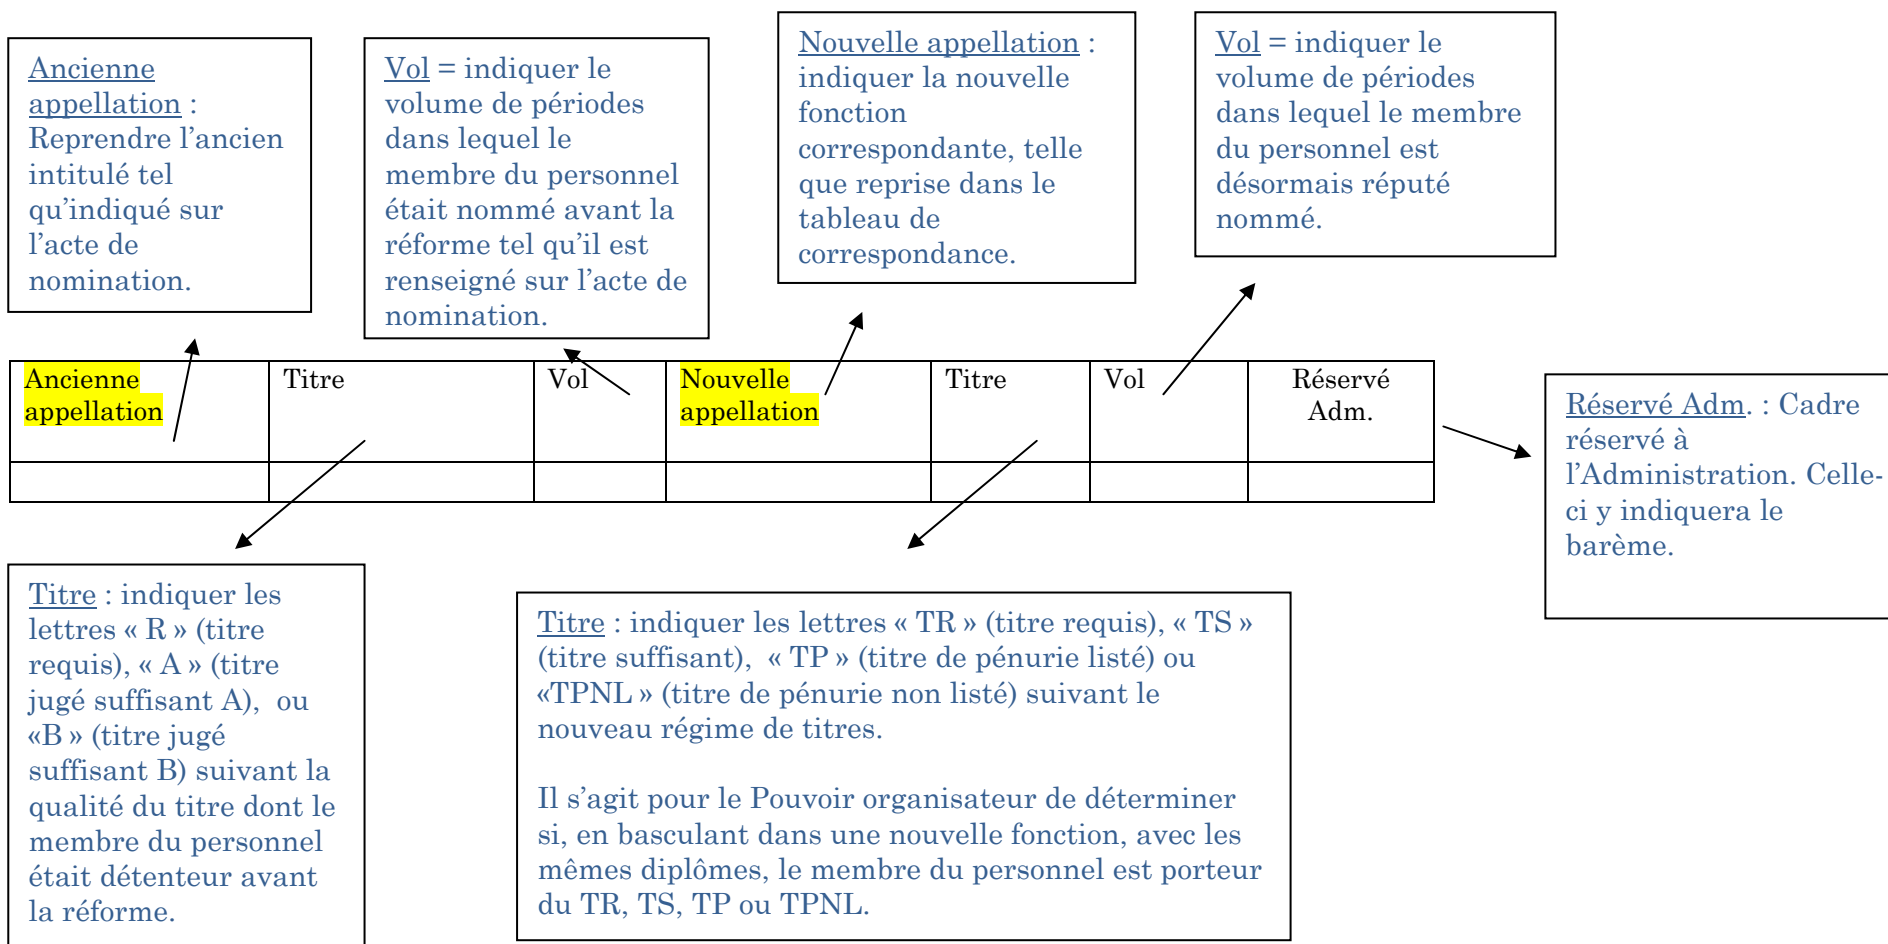 Ancienne
appellation :
Reprendre l’ancien
intitulé tel
qu’indiqué sur
l’acte de
nomination.
Vol = indiquer le
volume de périodes
dans lequel le
membre du personnel
était nommé avant la
réforme tel qu’il est
renseigné sur l’acte de
nomination.
Nouvelle appellation :
indiquer la nouvelle
fonction
correspondante, telle
que reprise dans le
tableau de
correspondance.
Vol = indiquer le
volume de périodes
dans lequel le membre
du personnel est
désormais réputé
nommé.
Ancienne
appellation
Titre
Vol
Nouvelle
appellation
Titre
Vol
Réservé
Adm.
Réservé Adm. : Cadre
réservé à
l’Administration. Celle-
ci y indiquera le
barème.
Titre : indiquer les
lettres « R » (titre
requis), « A » (titre
jugé suffisant A), ou
«B » (titre jugé
suffisant B) suivant la
qualité du titre dont le
membre du personnel
était détenteur avant
la réforme.
Titre : indiquer les lettres « TR » (titre requis), « TS »
(titre suffisant), « TP » (titre de pénurie listé) ou
«TPNL » (titre de pénurie non listé) suivant le
nouveau régime de titres.
Il s’agit pour le Pouvoir organisateur de déterminer
si, en basculant dans une nouvelle fonction, avec les
mêmes diplômes, le membre du personnel est porteur
du TR, TS, TP ou TPNL.